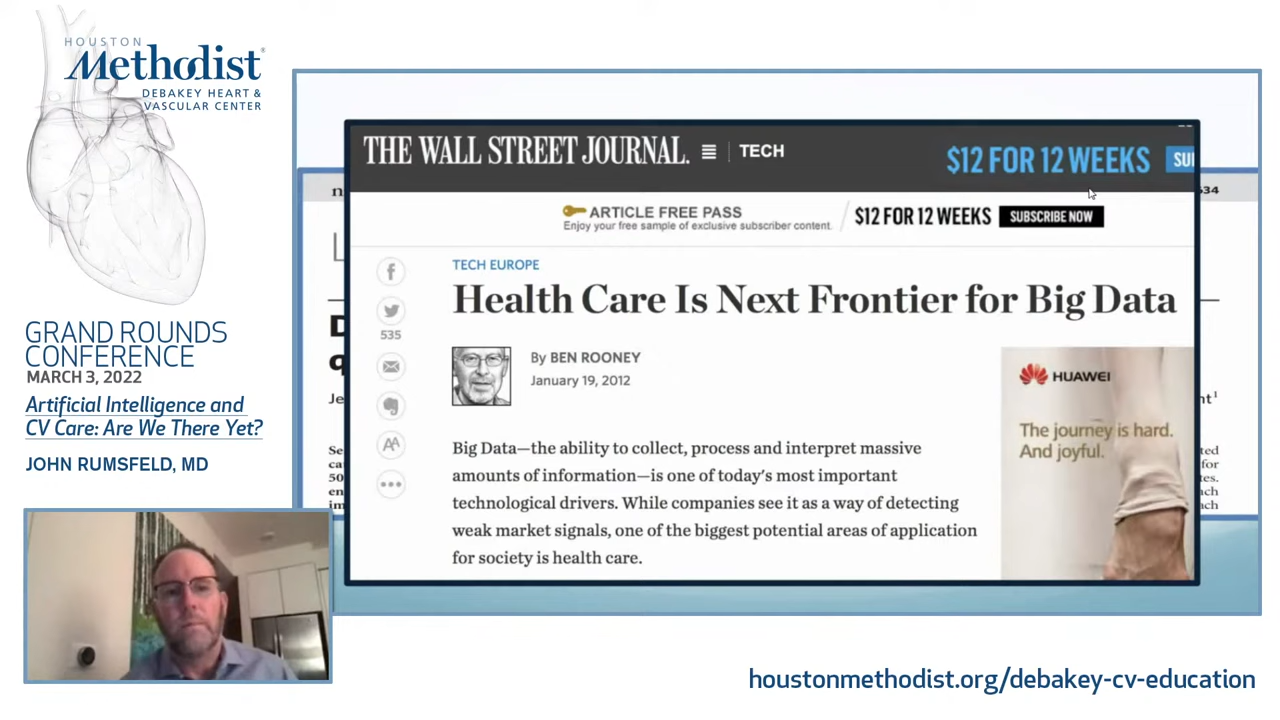 HOUSTON
Methodist®
DEBAKEY HEART &
VASCULAR CENTER
GRAND ROUNDS
CONFERENCE
MARCH 3, 2022
Artificial Intelligence and
CV Care: Are We There Yet?
JOHN RUMSFELD, MD
THE WALL STREET JOURNAL.
TECH
$12 FOR 12 WEEKS
ARTICLE FREE PASS
Enjoy your free sample of exclusive subscriber content.
$12 FOR 12 WEEKS
SUBSCRIBE NOW
TECH EUROPE
Health Care Is Next Frontier for Big Data
535
By BEN ROONEY
January 19, 2012
HUAWEI
The journey is hard.
And joyful.
AA
Big Data—the ability to collect, process and interpret massive
amounts of information—is one of today's most important
technological drivers. While companies see it as a way of detecting
weak market signals, one of the biggest potential areas of application
for society is health care.
houstonmethodist.org/debakey-cv-education